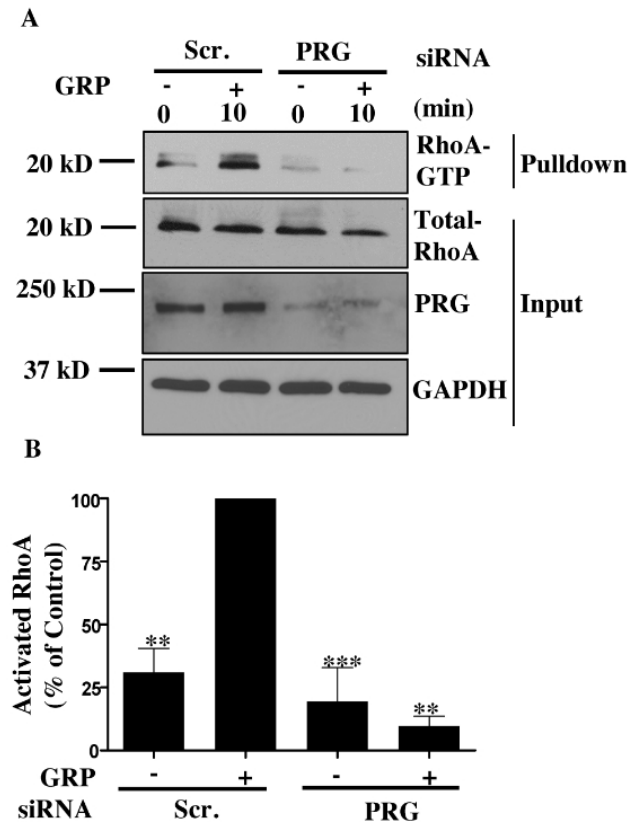 A
Scr. PRG siRNA
GRP - + - +
0 10 0 10 (min)
20 kD RhoA-GTP Pulldown
20 kD Total-RhoA
250 kD PRG Input
37 kD GAPDH
B
Activated RhoA
(% of Control)
100
75
50
25
0
** *** **
GRP - + - +
siRNA Scr. PRG